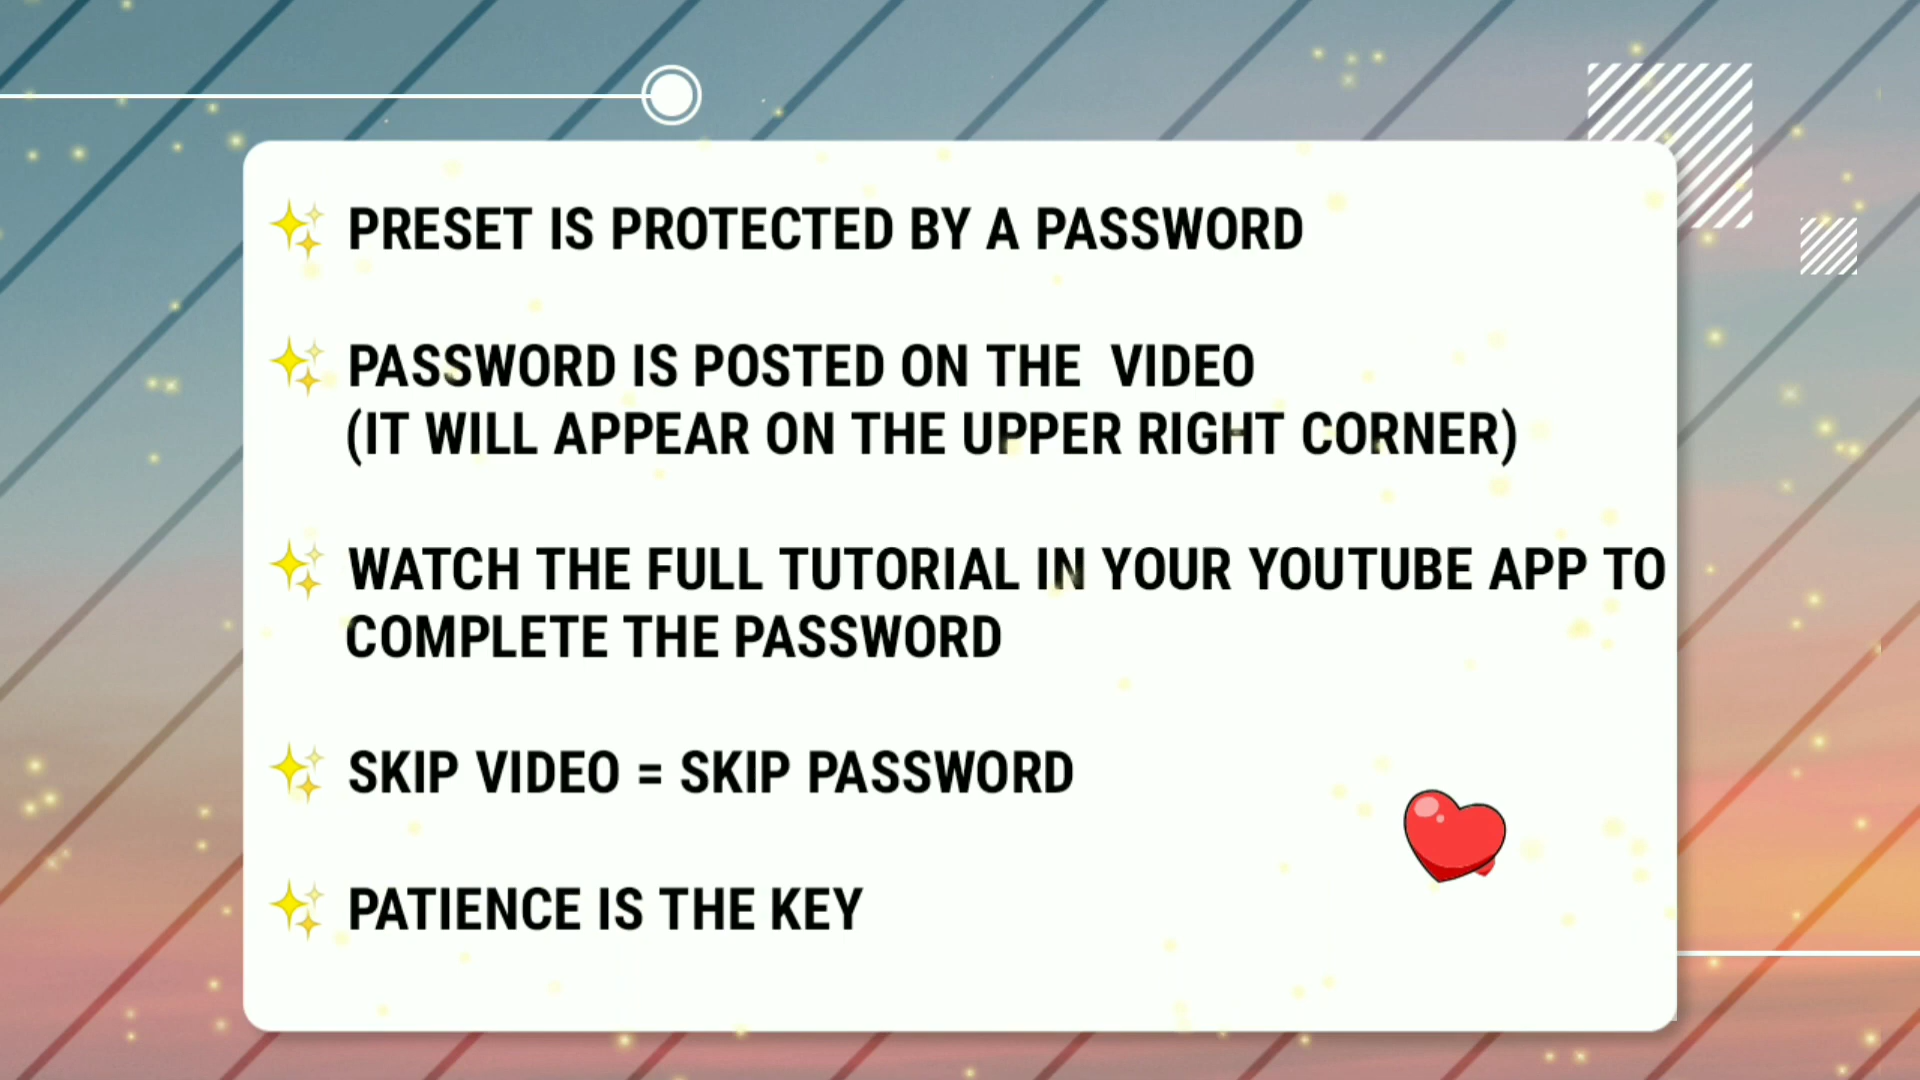 ✨ PRESET IS PROTECTED BY A PASSWORD
✨ PASSWORD IS POSTED ON THE  VIDEO
(IT WILL APPEAR ON THE UPPER RIGHT CORNER)
✨ WATCH THE FULL TUTORIAL IN YOUR YOUTUBE APP TO
COMPLETE THE PASSWORD
✨ SKIP VIDEO = SKIP PASSWORD
✨ PATIENCE IS THE KEY